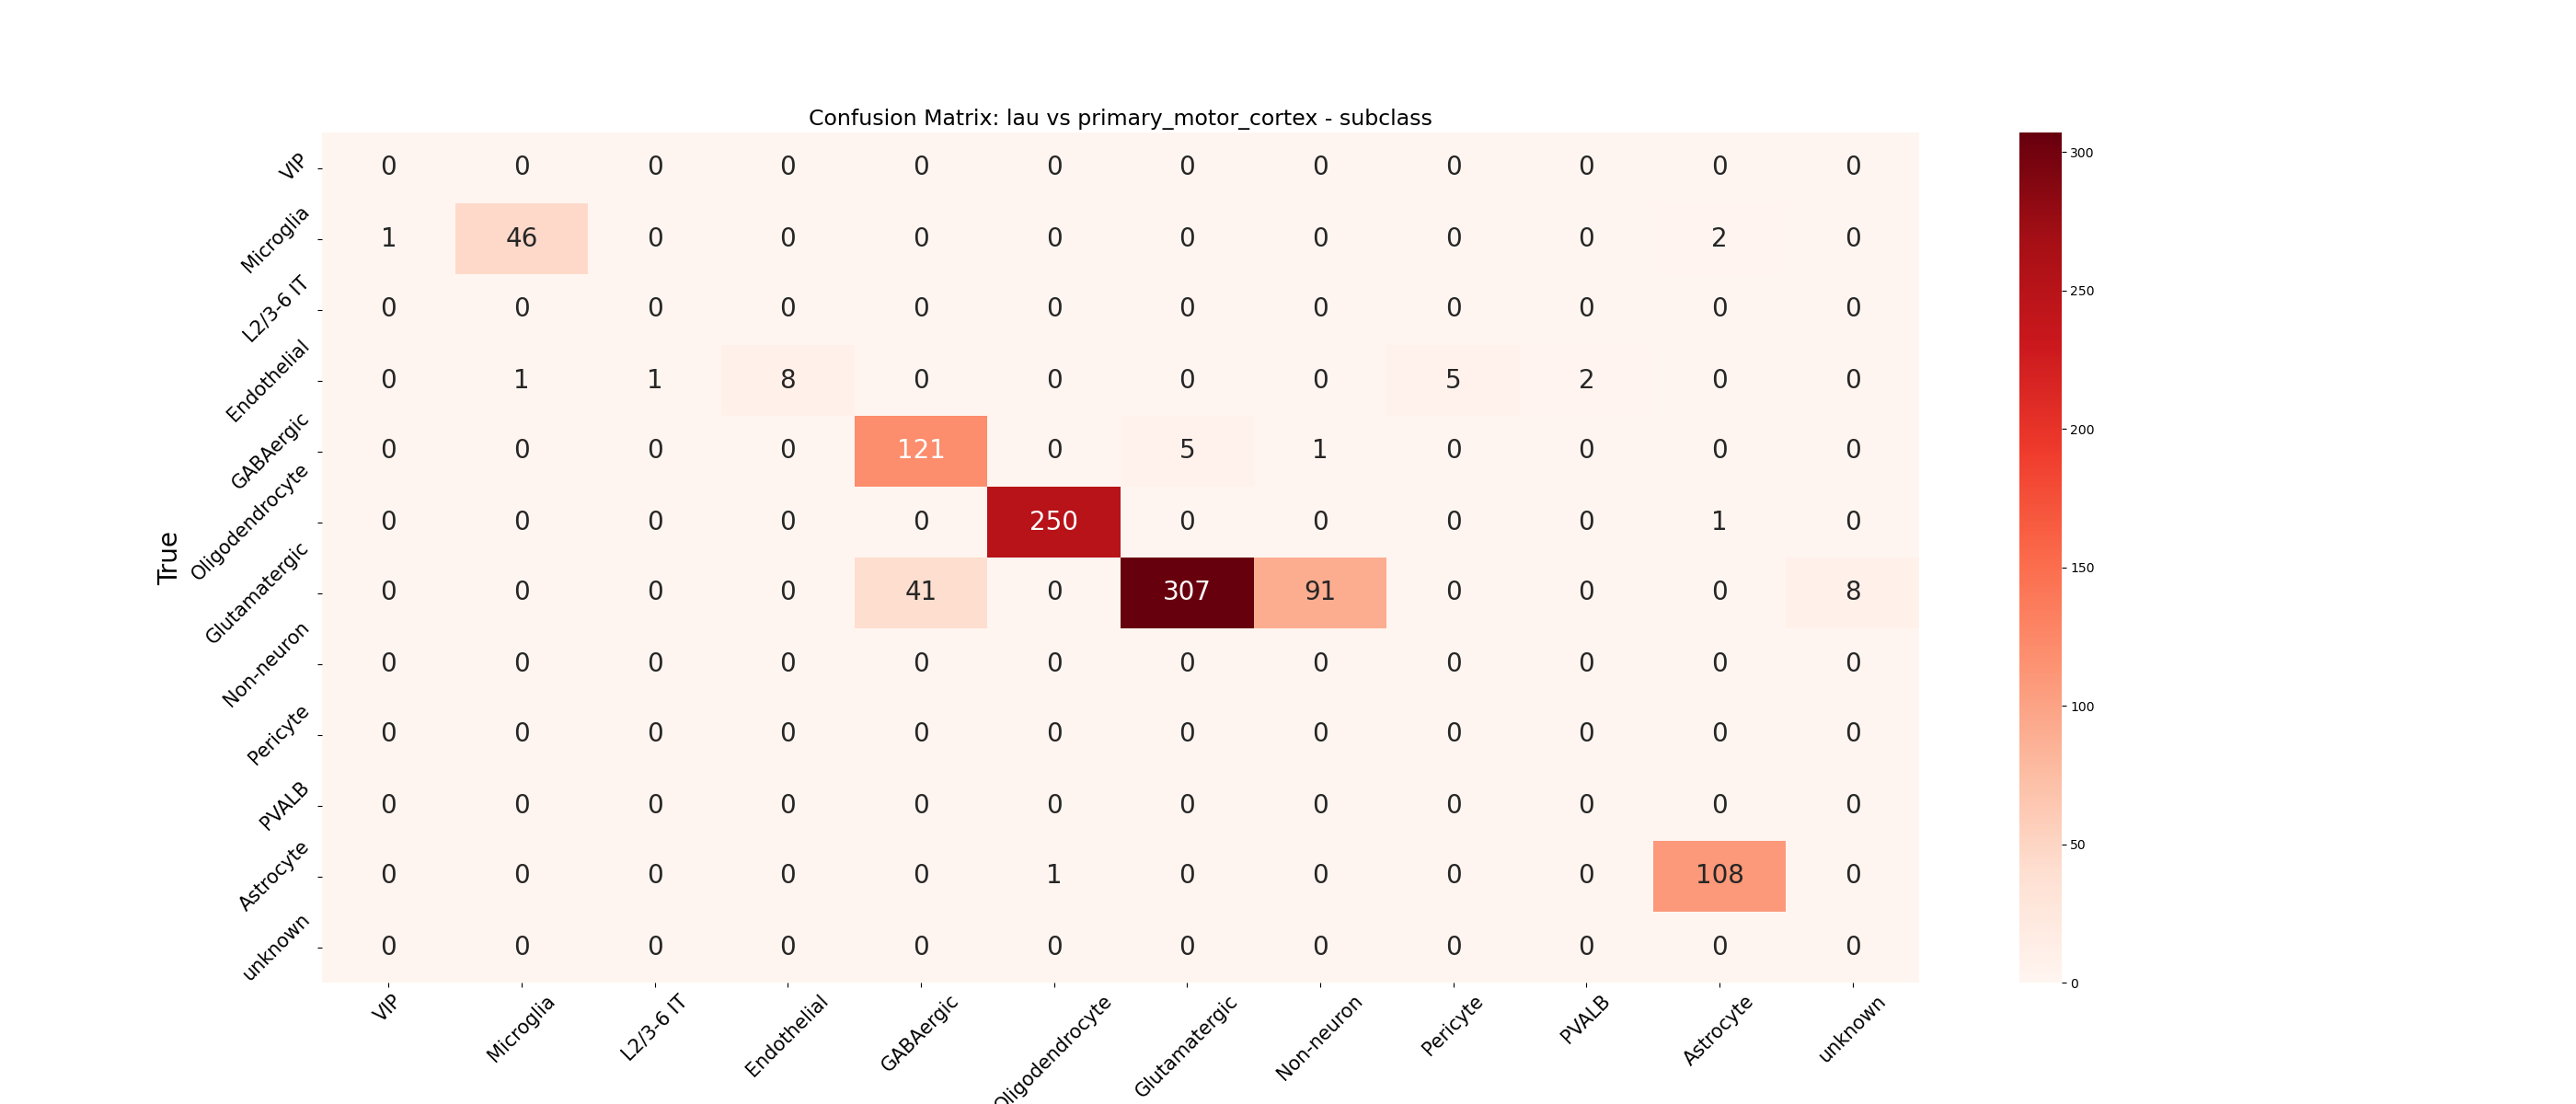 Confusion Matrix: lau vs primary_motor_cortex - subclass
VIP 0 0 0 0 0 0 0 0 0 0 0 0
Microglia 1 46 0 0 0 0 0 0 0 0 2 0
L2/3-6 IT 0 0 0 0 0 0 0 0 0 0 0 0
Endothelial 0 1 1 8 0 0 0 0 5 2 0 0
GABAergic 0 0 0 0 121 0 5 1 0 0 0 0
Oligodendrocyte 0 0 0 0 0 250 0 0 0 0 1 0
Glutamatergic 0 0 0 0 41 0 307 91 0 0 0 8
Non-neuron 0 0 0 0 0 0 0 0 0 0 0 0
Pericyte 0 0 0 0 0 0 0 0 0 0 0 0
PVALB 0 0 0 0 0 0 0 0 0 0 0 0
Astrocyte 0 0 0 0 0 1 0 0 0 0 108 0
unknown 0 0 0 0 0 0 0 0 0 0 0 0
True
VIP Microglia L2/3-6 IT Endothelial GABAergic Oligodendrocyte Glutamatergic Non-neuron Pericyte PVALB Astrocyte unknown
300
250
200
150
100
50
0